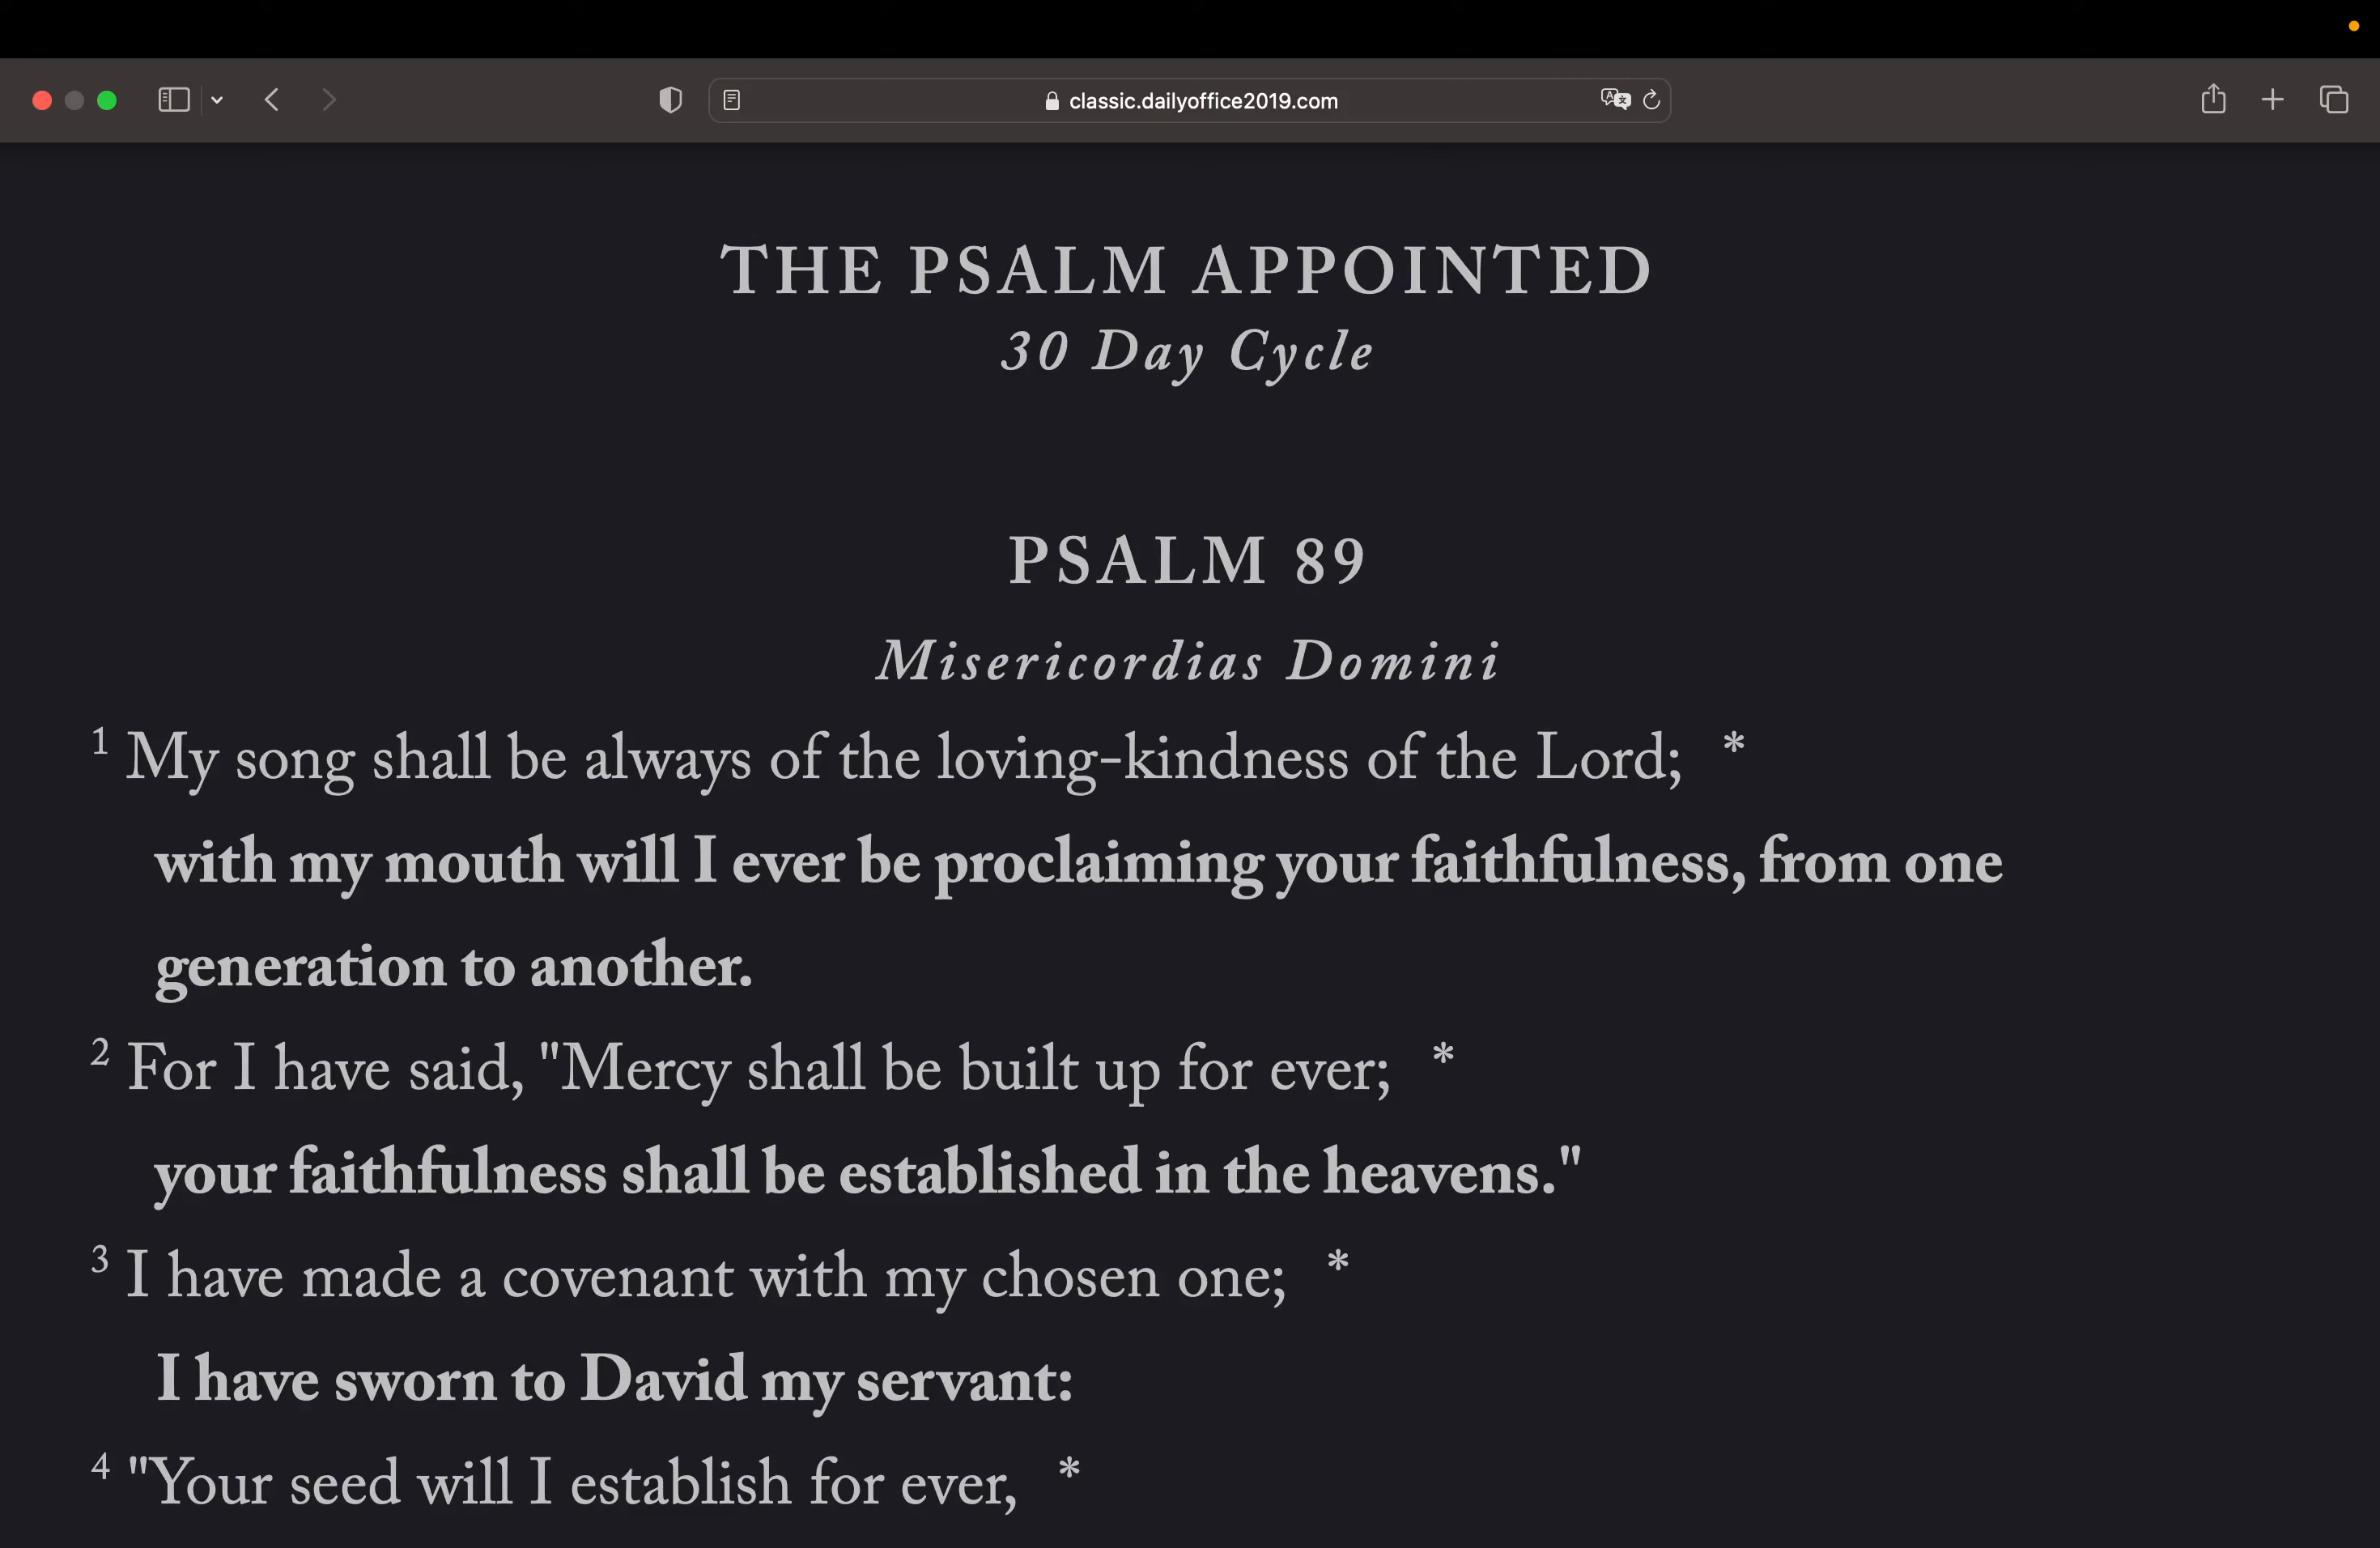 classic.dailyoffice2019.com
THE PSALM APPOINTED
30 Day Cycle
PSALM 89
Misericordias Domini
1 My song shall be always of the loving-kindness of the Lord; *
with my mouth will I ever be proclaiming your faithfulness, from one
generation to another.
2 For I have said, "Mercy shall be built up for ever; *
your faithfulness shall be established in the heavens."
3 I have made a covenant with my chosen one; *
I have sworn to David my servant:
4 "Your seed will I establish for ever, *